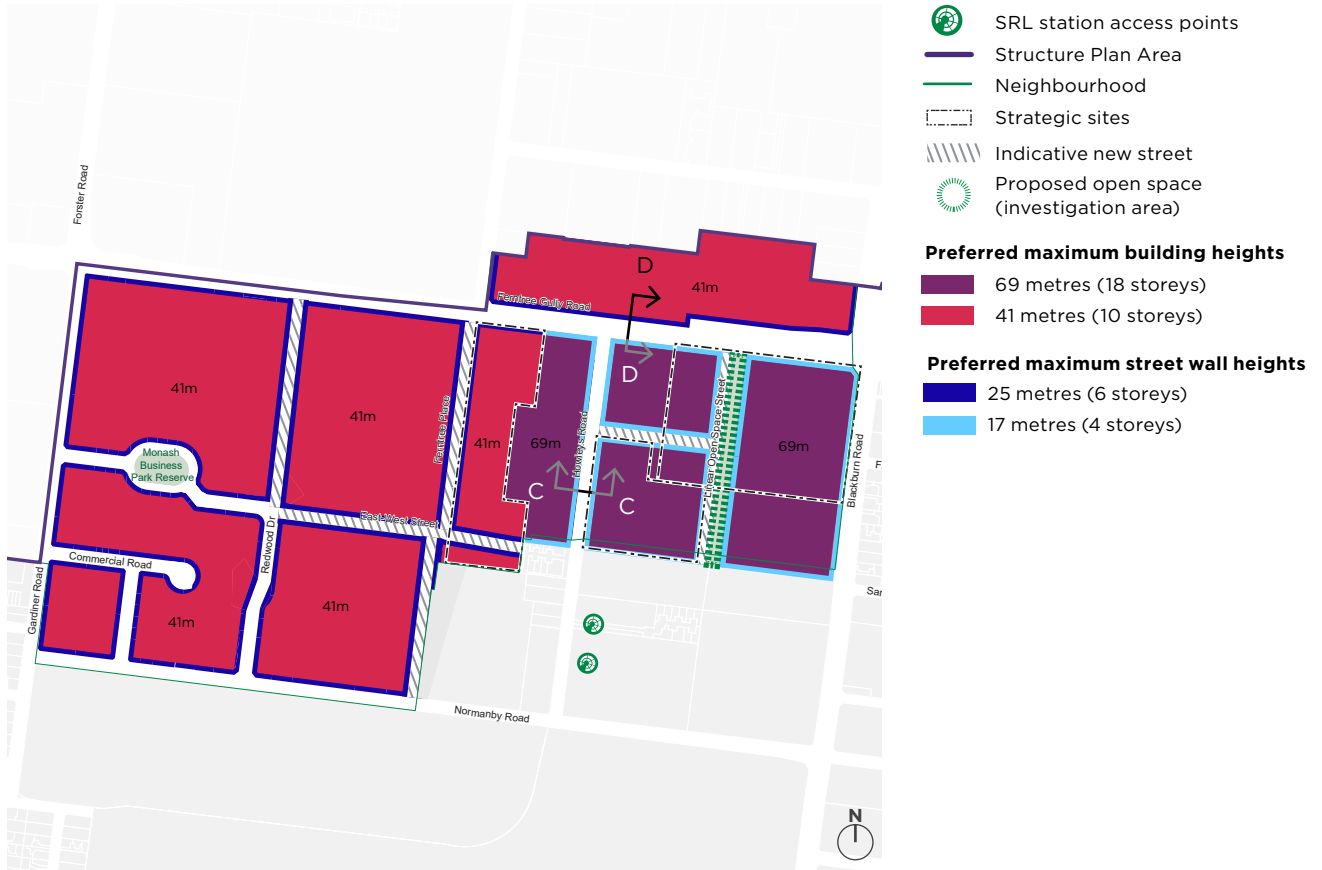 SRL station access points
Structure Plan Area
Neighbourhood
Strategic sites
Indicative new street
Proposed open space
(investigation area)
Preferred maximum building heights
69 metres (18 storeys)
41 metres (10 storeys)
Preferred maximum street wall heights
25 metres (6 storeys)
17 metres (4 storeys)
Forster Road
D
41m
Ferntree Gully Road
D
41m
41m
Ferntree Place
41m
69m
Howleys Road
Linear Open Space Street
69m
Blackburn Road
F
Monash
Business
Park Reserve
C
C
East-West Street
Redwood Dr
Commercial Road
Gardiner Road
41m
41m
San
Normanby Road
N